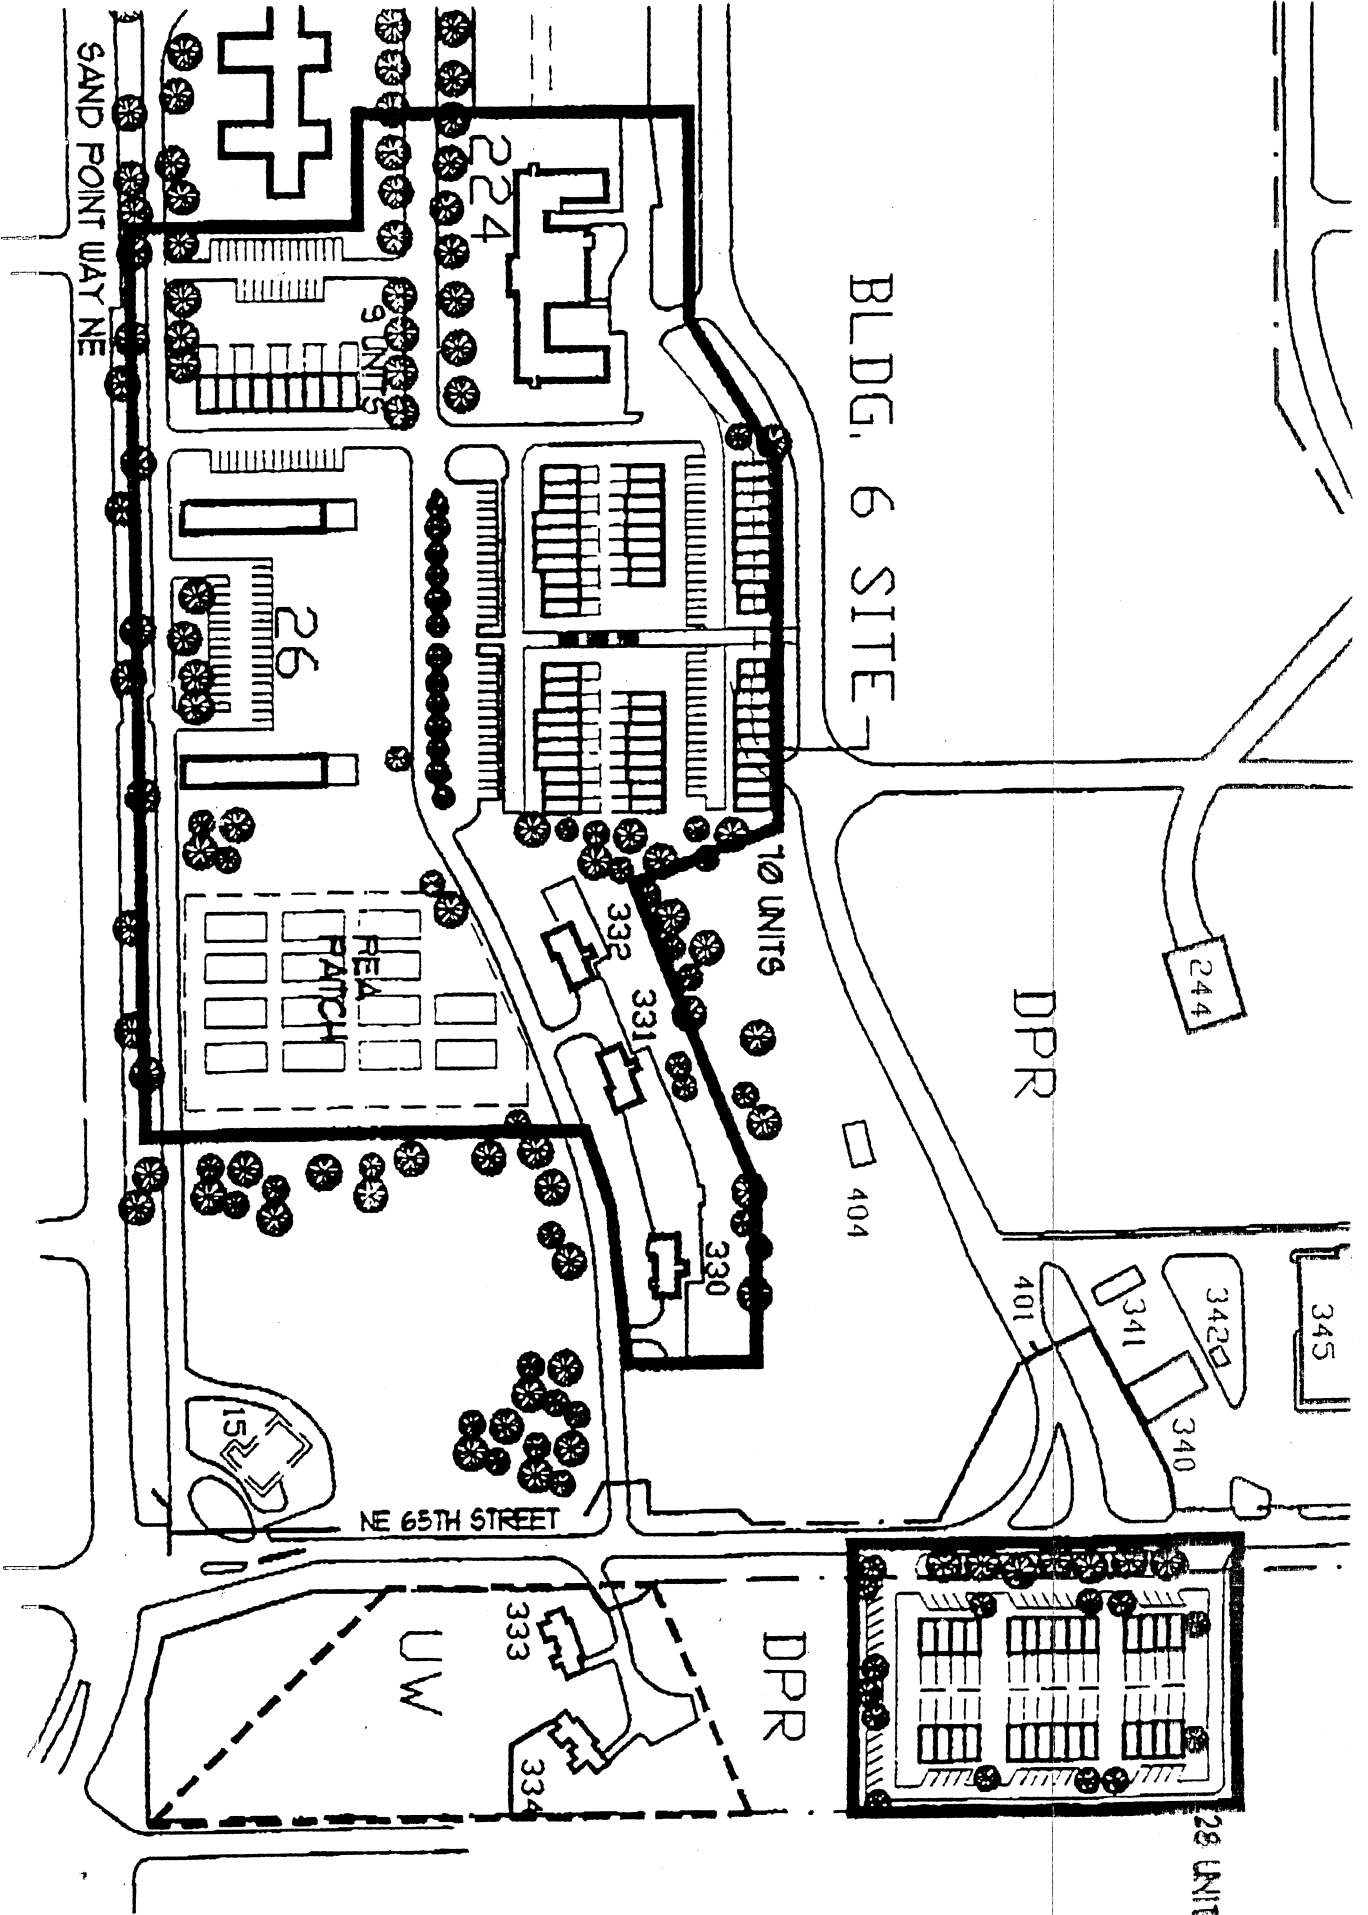 SAND POINT WAY NE
224
9 UNITS
BLDG. 6 SITE
26
70 UNITS
PEA
PATCH
332
331
330
244
DPR
404
401
341
342
345
340
15
NE 65TH STREET
UW
333
334
DPR
28 UNIT